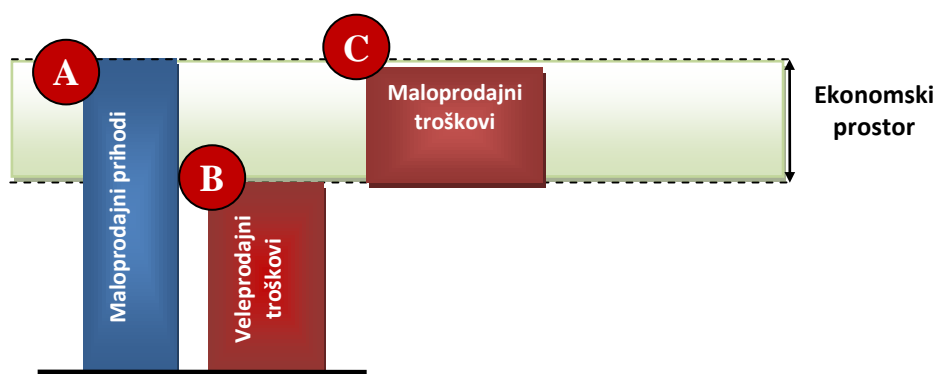 A
Maloprodajni prihodi
B
Veleprodajni
troškovi
C
Maloprodajni
troškovi
Ekonomski
prostor